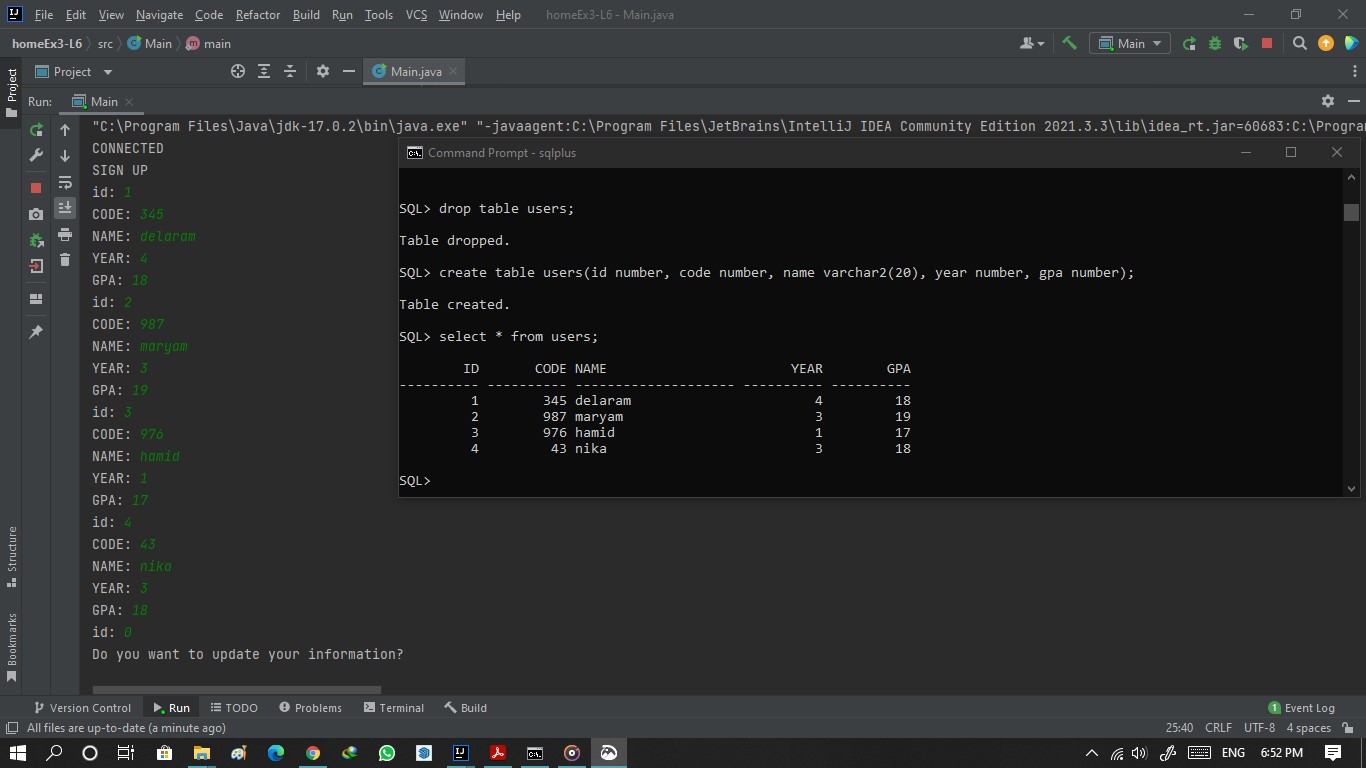 File Edit View Navigate Code Refactor Build Run Tools VCS Window Help homeEx3-L6 - Main.java
homeEx3-L6 src Main main Main
Project Project Main.java
Run: Main
"C:\Program Files\Java\jdk-17.0.2\bin\java.exe" "-javaagent:C:\Program Files\JetBrains\IntelliJ IDEA Community Edition 2021.3.3\lib\idea_rt.jar=60683:C:\Program
CONNECTED
SIGN UP
id: 1
CODE: 345
NAME: delaram
YEAR: 4
GPA: 18
id: 2
CODE: 987
NAME: maryam
YEAR: 3
GPA: 19
id: 3
CODE: 976
NAME: hamid
YEAR: 1
GPA: 17
id: 4
CODE: 43
NAME: nika
YEAR: 3
GPA: 18
id: 0
Do you want to update your information?
Command Prompt - sqlplus
SQL> drop table users;
Table dropped.
SQL> create table users(id number, code number, name varchar2(20), year number, gpa number);
Table created.
SQL> select * from users;
ID CODE NAME YEAR GPA
---------- ---------- -------------------- ---------- ----------
1 345 delaram 4 18
2 987 maryam 3 19
3 976 hamid 1 17
4 43 nika 3 18
SQL>
Structure
Bookmarks
Version Control Run TODO Problems Terminal Build 1 Event Log
All files are up-to-date (a minute ago) 25:40 CRLF UTF-8 4 spaces
ENG 6:52 PM